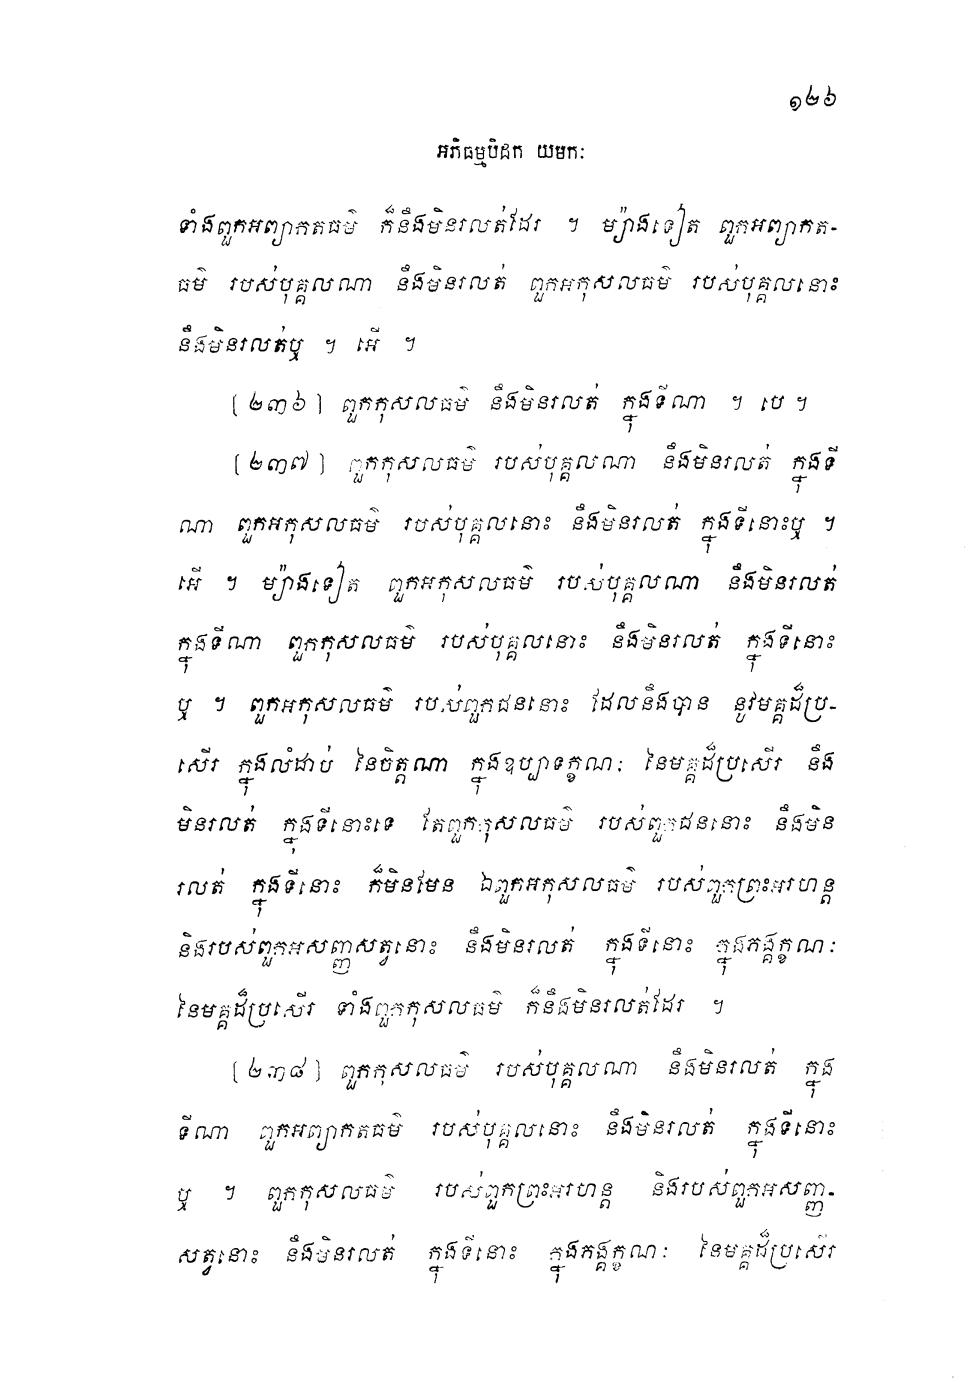 ១២៦
អភិធម្មបិដក យមកៈ
ទាំងពួកអព្យាកតធម៌ ក៏នឹងមិនរលត់ដែរ ។ ម្យ៉ាងទៀត ពួកអព្យាកត-
ធម៌ របស់បុគ្គលណា នឹងមិនរលត់ ពួកអកុសលធម៌ របស់បុគ្គលនោះ
នឹងមិនរលត់ឬ ។ អើ ។
[២៣៦] ពួកកុសលធម៌ នឹងមិនរលត់ ក្នុងទីណា ។ បេ ។
[២៣៧] ពួកកុសលធម៌ របស់បុគ្គលណា នឹងមិនរលត់ ក្នុងទី
ណា ពួកអកុសលធម៌ របស់បុគ្គលនោះ នឹងមិនរលត់ ក្នុងទីនោះឬ ។
អើ ។ ម្យ៉ាងទៀត ពួកអកុសលធម៌ របស់បុគ្គលណា នឹងមិនរលត់
ក្នុងទីណា ពួកកុសលធម៌ របស់បុគ្គលនោះ នឹងមិនរលត់ ក្នុងទីនោះ
ឬ ។ ពួកអកុសលធម៌ របស់ពួកជននោះ ដែលនឹងបាន នូវមគ្គដ៏ប្រ-
សើរ ក្នុងលំដាប់ នៃចិត្តណា ក្នុងឧប្បាទក្ខណៈ នៃមគ្គដ៏ប្រសើរ នឹង
មិនរលត់ ក្នុងទីនោះទេ តែពួកកុសលធម៌ របស់ពួកជននោះ នឹងមិន
រលត់ ក្នុងទីនោះ ក៏មិនមែន ឯពួកអកុសលធម៌ របស់ពួកព្រះអរហន្ត
និងរបស់ពួកអសញ្ញសត្វនោះ នឹងមិនរលត់ ក្នុងទីនោះ ក្នុងភង្គក្ខណៈ
នៃមគ្គដ៏ប្រសើរ ទាំងពួកកុសលធម៌ ក៏នឹងមិនរលត់ដែរ ។
[២៣៨] ពួកកុសលធម៌ របស់បុគ្គលណា នឹងមិនរលត់ ក្នុង
ទីណា ពួកអព្យាកតធម៌ របស់បុគ្គលនោះ នឹងមិនរលត់ ក្នុងទីនោះ
ឬ ។ ពួកកុសលធម៌ របស់ពួកព្រះអរហន្ត និងរបស់ពួកអសញ្ញ-
សត្វនោះ នឹងមិនរលត់ ក្នុងទីនោះ ក្នុងភង្គក្ខណៈ នៃមគ្គដ៏ប្រសើរ